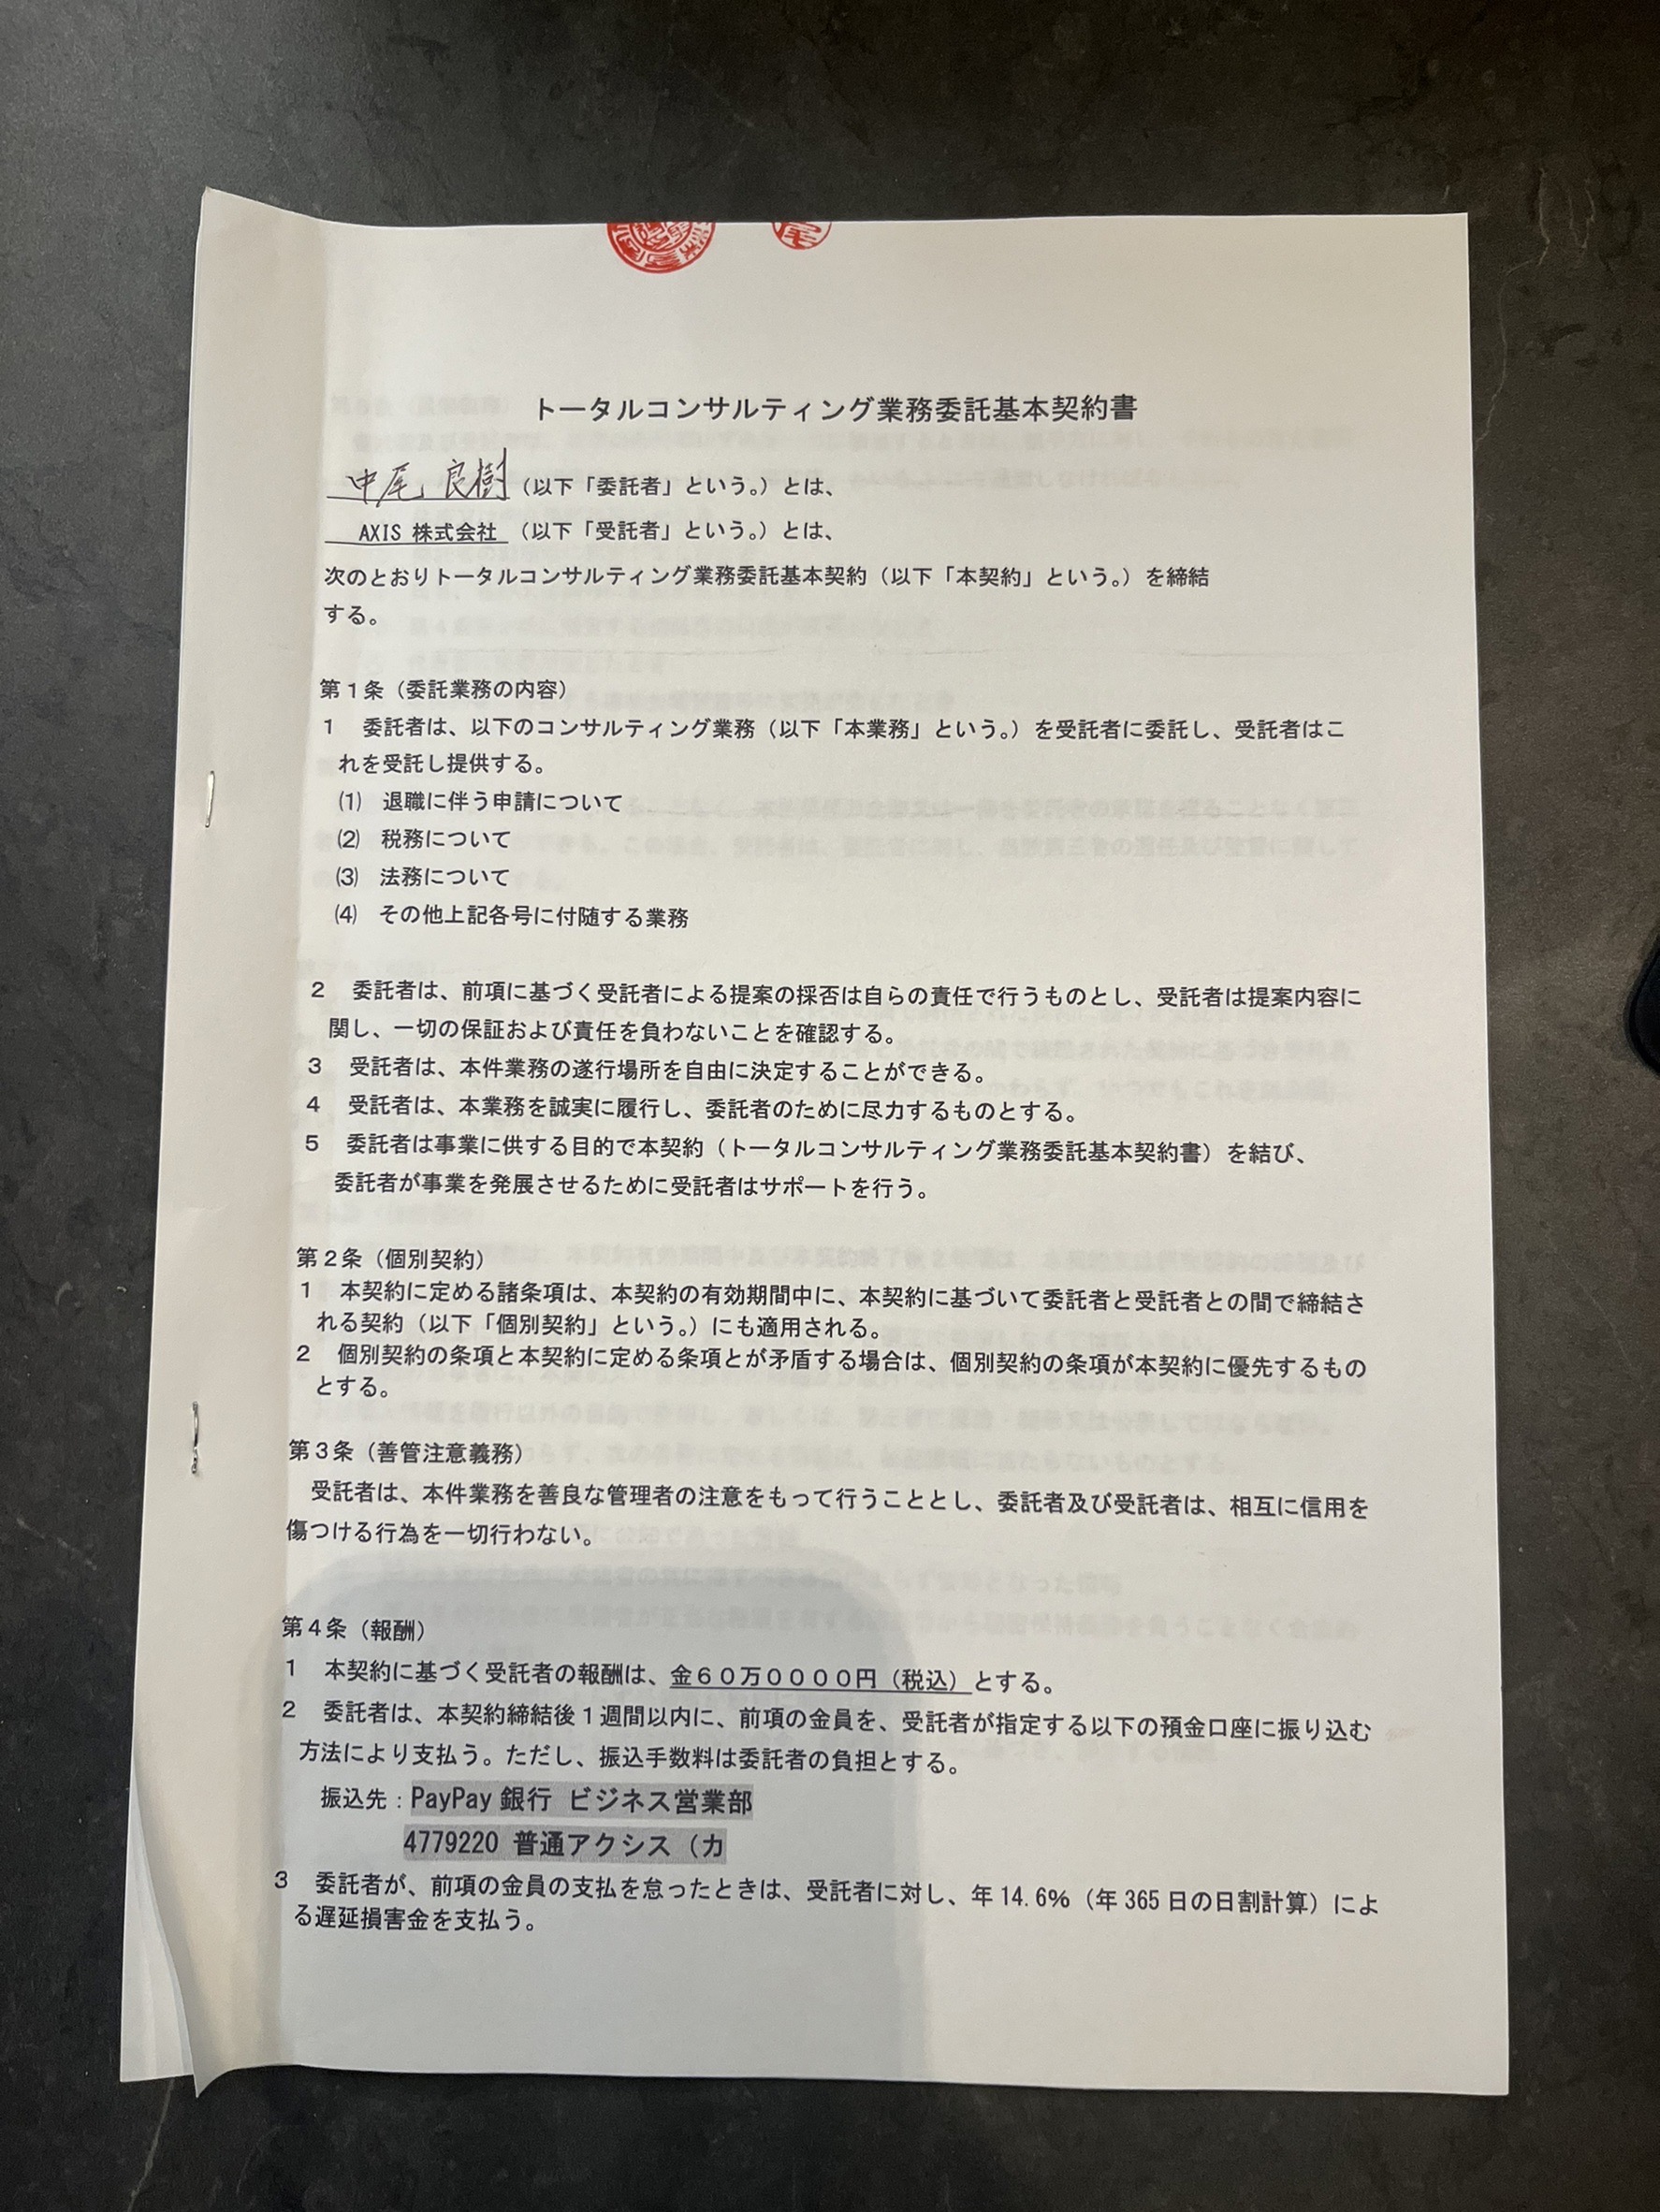 尾
トータルコンサルティング業務委託基本契約書
中尾 良樹（以下「委託者」という。）とは、
AXIS 株式会社 （以下「受託者」という。）とは、
次のとおりトータルコンサルティング業務委託基本契約（以下「本契約」という。）を締結
する。
第１条（委託業務の内容）
１ 委託者は、以下のコンサルティング業務（以下「本業務」という。）を受託者に委託し、受託者はこ
れを受託し提供する。
⑴ 退職に伴う申請について
⑵ 税務について
⑶ 法務について
⑷ その他上記各号に付随する業務
２ 委託者は、前項に基づく受託者による提案の採否は自らの責任で行うものとし、受託者は提案内容に
関し、一切の保証および責任を負わないことを確認する。
３ 受託者は、本件業務の遂行場所を自由に決定することができる。
４ 受託者は、本業務を誠実に履行し、委託者のために尽力するものとする。
５ 委託者は事業に供する目的で本契約（トータルコンサルティング業務委託基本契約書）を結び、
委託者が事業を発展させるために受託者はサポートを行う。
第２条（個別契約）
１ 本契約に定める諸条項は、本契約の有効期間中に、本契約に基づいて委託者と受託者との間で締結さ
れる契約（以下「個別契約」という。）にも適用される。
２ 個別契約の条項と本契約に定める条項とが矛盾する場合は、個別契約の条項が本契約に優先するもの
とする。
第３条（善管注意義務）
受託者は、本件業務を善良な管理者の注意をもって行うこととし、委託者及び受託者は、相互に信用を
傷つける行為を一切行わない。
第４条（報酬）
１ 本契約に基づく受託者の報酬は、金６０万００００円（税込）とする。
２ 委託者は、本契約締結後１週間以内に、前項の金員を、受託者が指定する以下の預金口座に振り込む
方法により支払う。ただし、振込手数料は委託者の負担とする。
振込先：PayPay 銀行 ビジネス営業部
4779220 普通アクシス（カ
３ 委託者が、前項の金員の支払を怠ったときは、受託者に対し、年 14.6%（年 365 日の日割計算）によ
る遅延損害金を支払う。